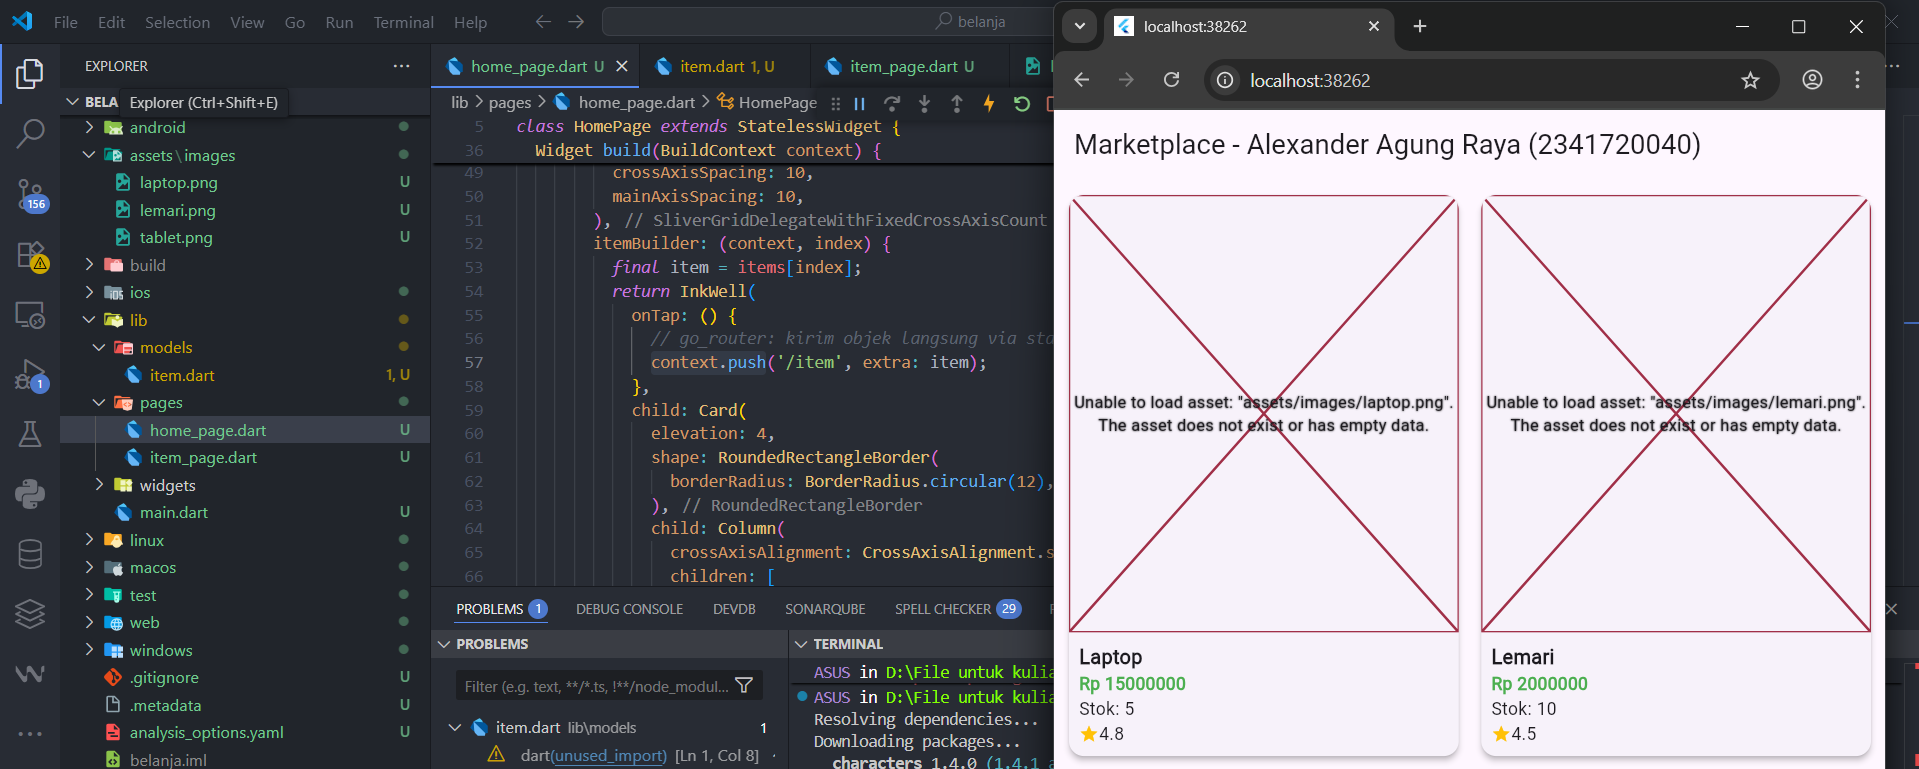 File Edit Selection View Go Run Terminal Help
belanja
EXPLORER
BELA
Explorer (Ctrl+Shift+E)
android
assets\images
laptop.png U
lemari.png U
tablet.png U
build
ios
lib
models
item.dart 1, U
pages
home_page.dart U
item_page.dart U
widgets
main.dart U
linux
macos
test
web
windows
.gitignore U
.metadata U
analysis_options.yaml U
belanja.iml U
156
1
home_page.dart U
item.dart 1, U
item_page.dart U
lib > pages > home_page.dart > HomePage
5 class HomePage extends StatelessWidget {
36 Widget build(BuildContext context) {
49 crossAxisSpacing: 10,
50 mainAxisSpacing: 10,
51 ), // SliverGridDelegateWithFixedCrossAxisCount
52 itemBuilder: (context, index) {
53 final item = items[index];
54 return InkWell(
55 onTap: () {
56 // go_router: kirim objek langsung via sta
57 context.push('/item', extra: item);
58 },
59 child: Card(
60 elevation: 4,
61 shape: RoundedRectangleBorder(
62 borderRadius: BorderRadius.circular(12),
63 ), // RoundedRectangleBorder
64 child: Column(
65 crossAxisAlignment: CrossAxisAlignment.s
66 children: [
PROBLEMS 1 DEBUG CONSOLE DEVDB SONARQUBE SPELL CHECKER 29
PROBLEMS
Filter (e.g. text, **/*.ts, !**/node_modul...
item.dart lib\models 1
dart(unused_import) [Ln 1, Col 8]
TERMINAL
ASUS in D:\File untuk kulia
ASUS in D:\File untuk kulia
Resolving dependencies...
Downloading packages...
characters 1.4.0 (1.4.1 a
localhost:38262
localhost:38262
Marketplace - Alexander Agung Raya (2341720040)
Unable to load asset: "assets/images/laptop.png".
The asset does not exist or has empty data.
Laptop
Rp 15000000
Stok: 5
4.8
Unable to load asset: "assets/images/lemari.png".
The asset does not exist or has empty data.
Lemari
Rp 2000000
Stok: 10
4.5